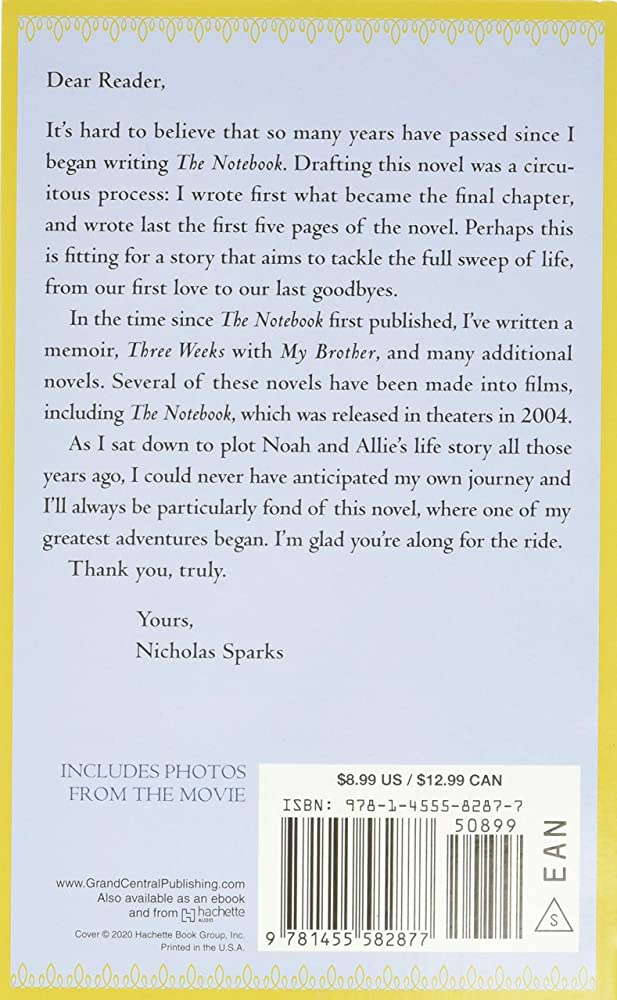 Dear Reader,
It's hard to believe that so many years have passed since I
began writing The Notebook. Drafting this novel was a circu-
itous process: I wrote first what became the final chapter,
and wrote last the first five pages of the novel. Perhaps this
is fitting for a story that aims to tackle the full sweep of life,
from our first love to our last goodbyes.
In the time since The Notebook first published, I've written a
memoir, Three Weeks with My Brother, and many additional
novels. Several of these novels have been made into films,
including The Notebook, which was released in theaters in 2004.
As I sat down to plot Noah and Allie's life story all those
years ago, I could never have anticipated my own journey and
I'll always be particularly fond of this novel, where one of my
greatest adventures began. I'm glad you're along for the ride.
Thank you, truly.
Yours,
Nicholas Sparks
INCLUDES PHOTOS
FROM THE MOVIE
www.GrandCentralPublishing.com
Also available as an ebook
and from hachette
AUDIO
Cover © 2020 Hachette Book Group, Inc.
Printed in the U.S.A.
$8.99 US / $12.99 CAN
ISBN: 978-1-4555-8287-7
50899
9 781455 582877
EAN
S